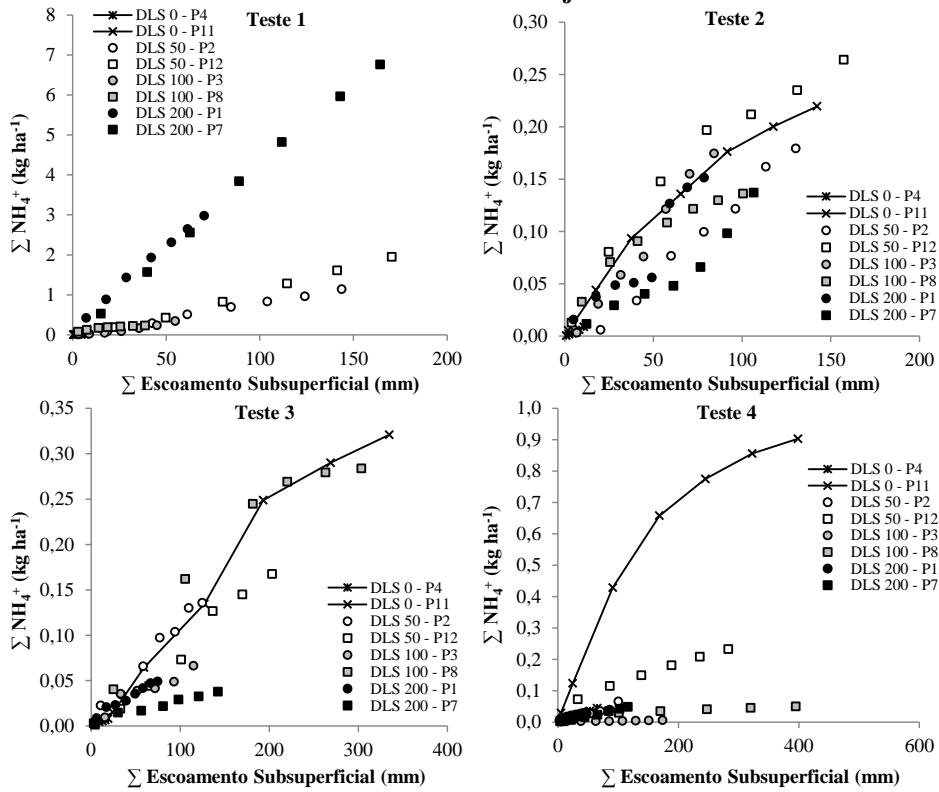 Teste 1
8
7
6
5
4
3
2
1
0
∑ NH₄⁺ (kg ha⁻¹)
DLS 0 - P4
DLS 0 - P11
DLS 50 - P2
DLS 50 - P12
DLS 100 - P3
DLS 100 - P8
DLS 200 - P1
DLS 200 - P7
0 50 100 150 200
∑ Escoamento Subsuperficial (mm)
Teste 2
0,30
0,25
0,20
0,15
0,10
0,05
0,00
∑ NH₄⁺ (kg ha⁻¹)
DLS 0 - P4
DLS 0 - P11
DLS 50 - P2
DLS 50 - P12
DLS 100 - P3
DLS 100 - P8
DLS 200 - P1
DLS 200 - P7
0 50 100 150 200
∑ Escoamento Subsuperficial (mm)
Teste 3
0,35
0,30
0,25
0,20
0,15
0,10
0,05
0,00
∑ NH₄⁺ (kg ha⁻¹)
DLS 0 - P4
DLS 0 - P11
DLS 50 - P2
DLS 50 - P12
DLS 100 - P3
DLS 100 - P8
DLS 200 - P1
DLS 200 - P7
0 100 200 300 400
∑ Escoamento Subsuperficial (mm)
Teste 4
1,0
0,9
0,8
0,7
0,6
0,5
0,4
0,3
0,2
0,1
0,0
∑ NH₄⁺ (kg ha⁻¹)
DLS 0 - P4
DLS 0 - P11
DLS 50 - P2
DLS 50 - P12
DLS 100 - P3
DLS 100 - P8
DLS 200 - P1
DLS 200 - P7
0 200 400 600
∑ Escoamento Subsuperficial (mm)